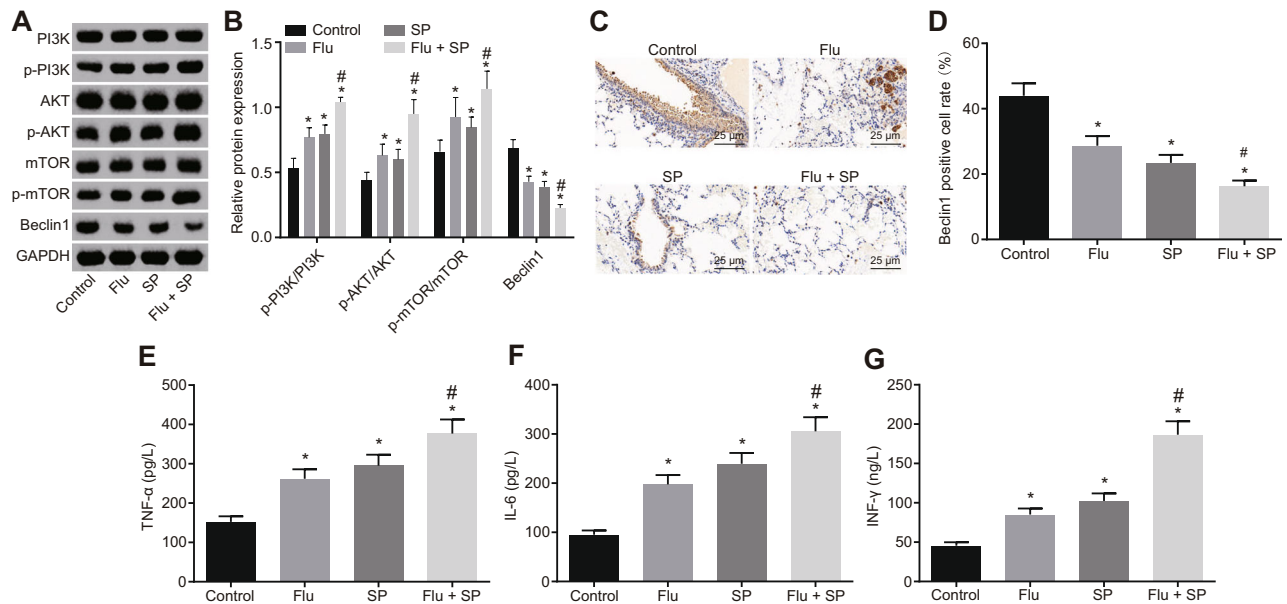 A
PI3K
p-PI3K
AKT
p-AKT
mTOR
p-mTOR
Beclin1
GAPDH
Control
Flu
SP
Flu + SP
B
Control
Flu
SP
Flu + SP
Relative protein expression
1.5
1.0
0.5
0.0
* * # *
* * # *
* * # *
* * # *
p-PI3K/PI3K
p-AKT/AKT
p-mTOR/mTOR
Beclin1
C
Control
Flu
25 μm
25 μm
SP
Flu + SP
25 μm
25 μm
D
Beclin1 positive cell rate (%)
60
40
20
0
*
*
#
*
Control
Flu
SP
Flu + SP
E
TNF-α (pg/L)
500
400
300
200
100
0
*
*
#
*
Control
Flu
SP
Flu + SP
F
IL-6 (pg/L)
400
300
200
100
0
*
*
#
*
Control
Flu
SP
Flu + SP
G
INF-γ (ng/L)
250
200
150
100
50
0
*
*
#
*
Control
Flu
SP
Flu + SP